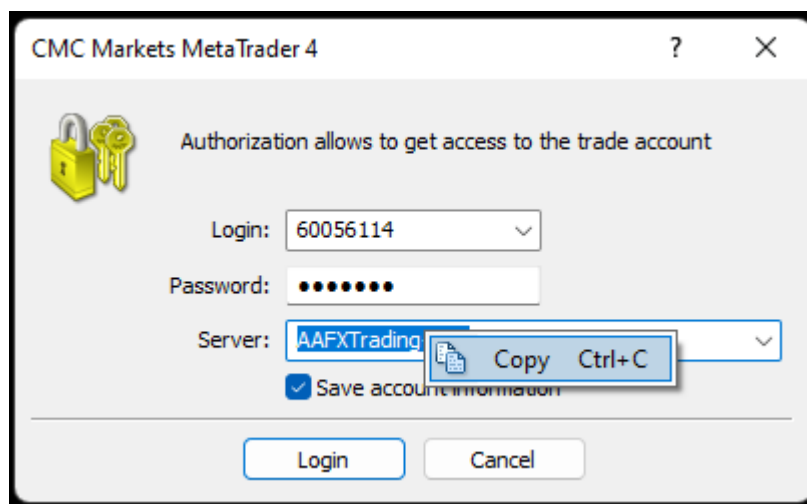 CMC Markets MetaTrader 4 ?
Authorization allows to get access to the trade account
Login: 60056114
Password: •••••••
Server: AAFXTrading
Copy Ctrl+C
Save account information
Login Cancel